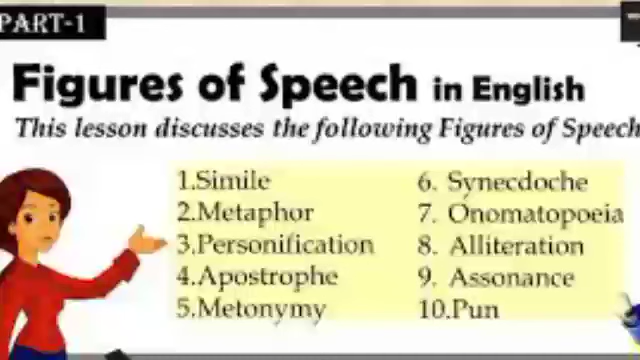 PART-1
Figures of Speech in English
This lesson discusses the following Figures of Speech
1.Simile
2.Metaphor
3.Personification
4.Apostrophe
5.Metonymy
6. Synecdoche
7. Onomatopoeia
8. Alliteration
9. Assonance
10.Pun